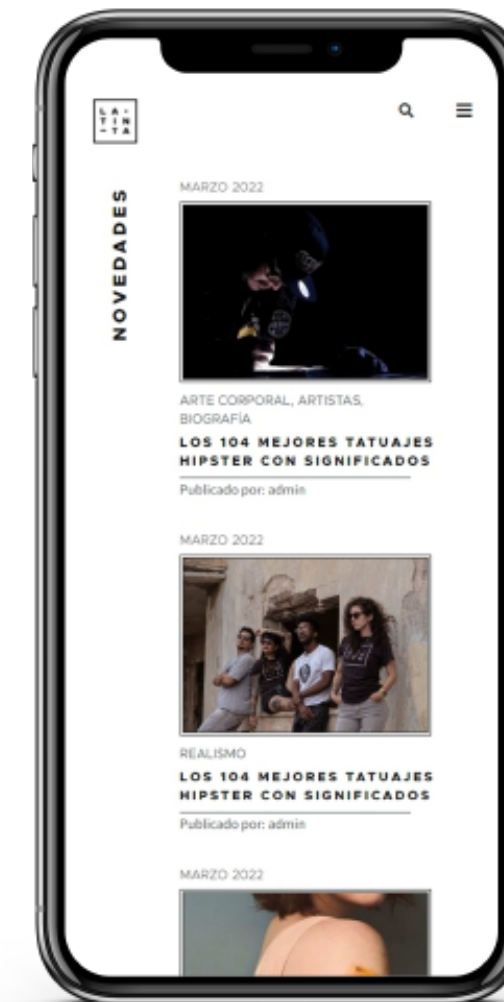 LA-
TIN
-TA
NOVEDADES
MARZO 2022
ARTE CORPORAL, ARTISTAS,
BIOGRAFÍA
LOS 104 MEJORES TATUAJES
HIPSTER CON SIGNIFICADOS
Publicado por: admin
MARZO 2022
REALISMO
LOS 104 MEJORES TATUAJES
HIPSTER CON SIGNIFICADOS
Publicado por: admin
MARZO 2022